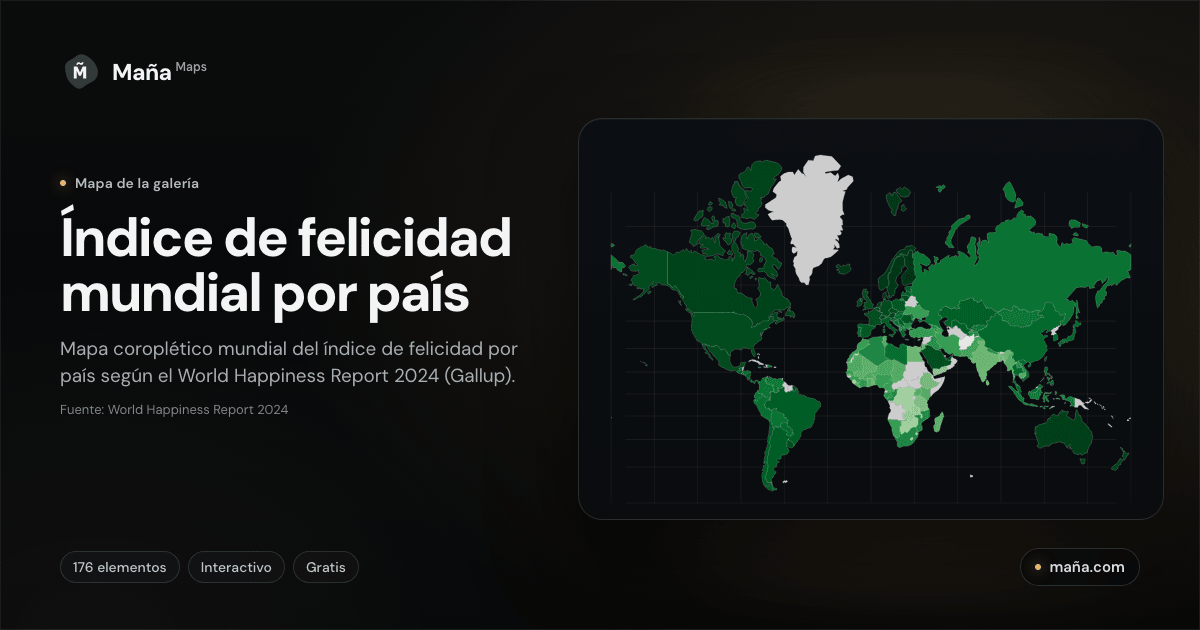 M̃
Maña Maps
Mapa de la galería
Índice de felicidad
mundial por país
Mapa coroplético mundial del índice de felicidad por
país según el World Happiness Report 2024 (Gallup).
Fuente: World Happiness Report 2024
176 elementos
Interactivo
Gratis
maña.com